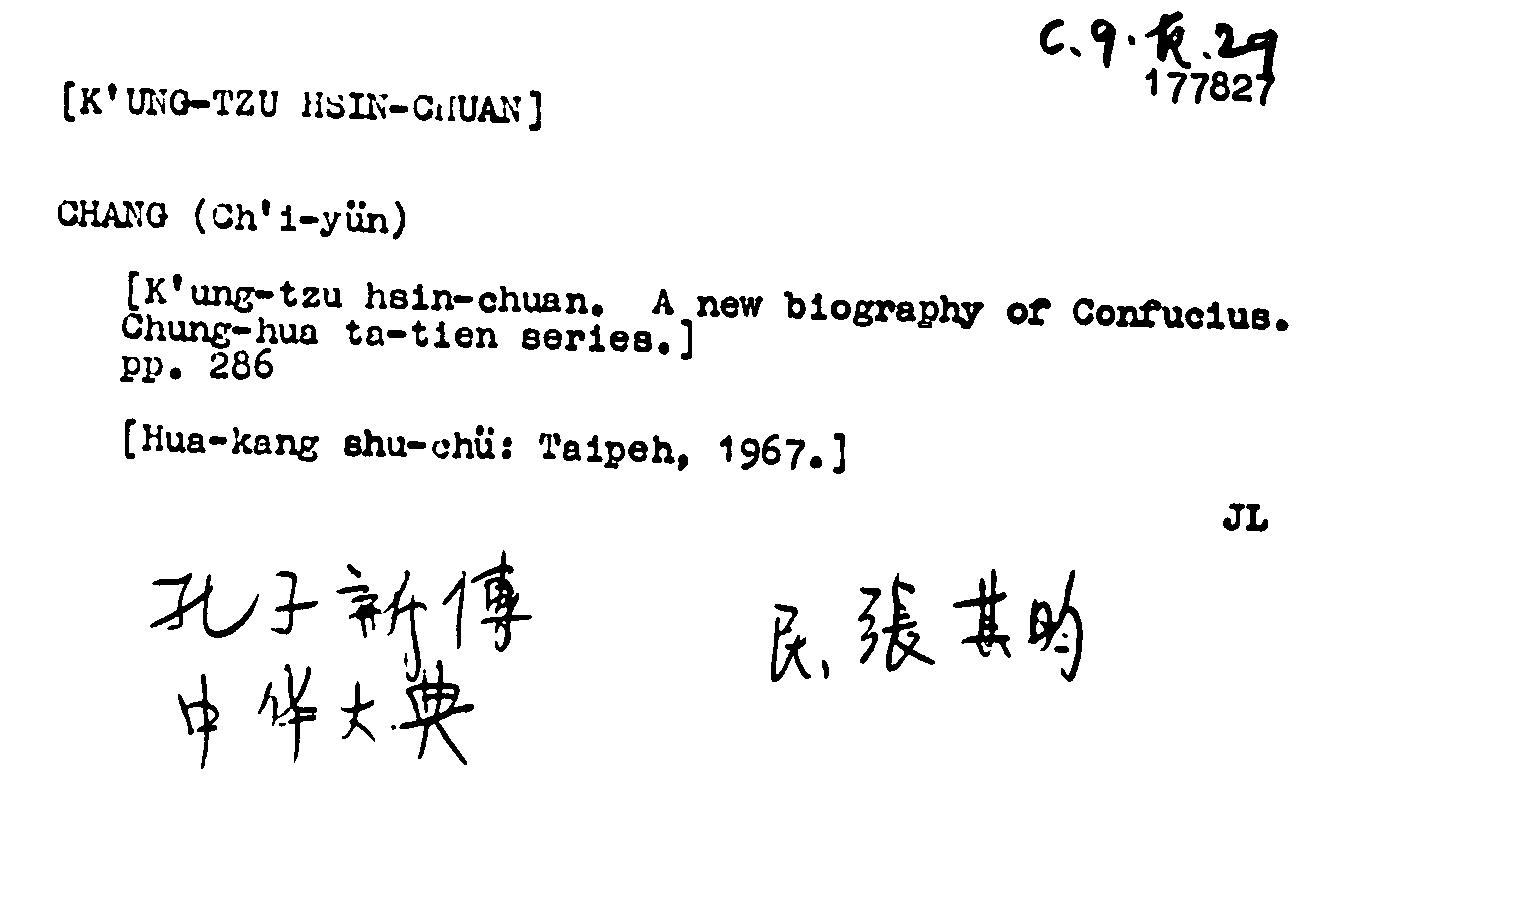 C.9.k.29
177827
[K'UNG-TZU HSIN-CHUAN]
CHANG (Ch'i-yün)
[K'ung-tzu hsin-chuan. A new biography of Confucius.
Chung-hua ta-tien series.]
pp. 286
[Hua-kang shu-chü: Taipeh, 1967.]
JL
孔子新傳
民、張其昀
中华大典